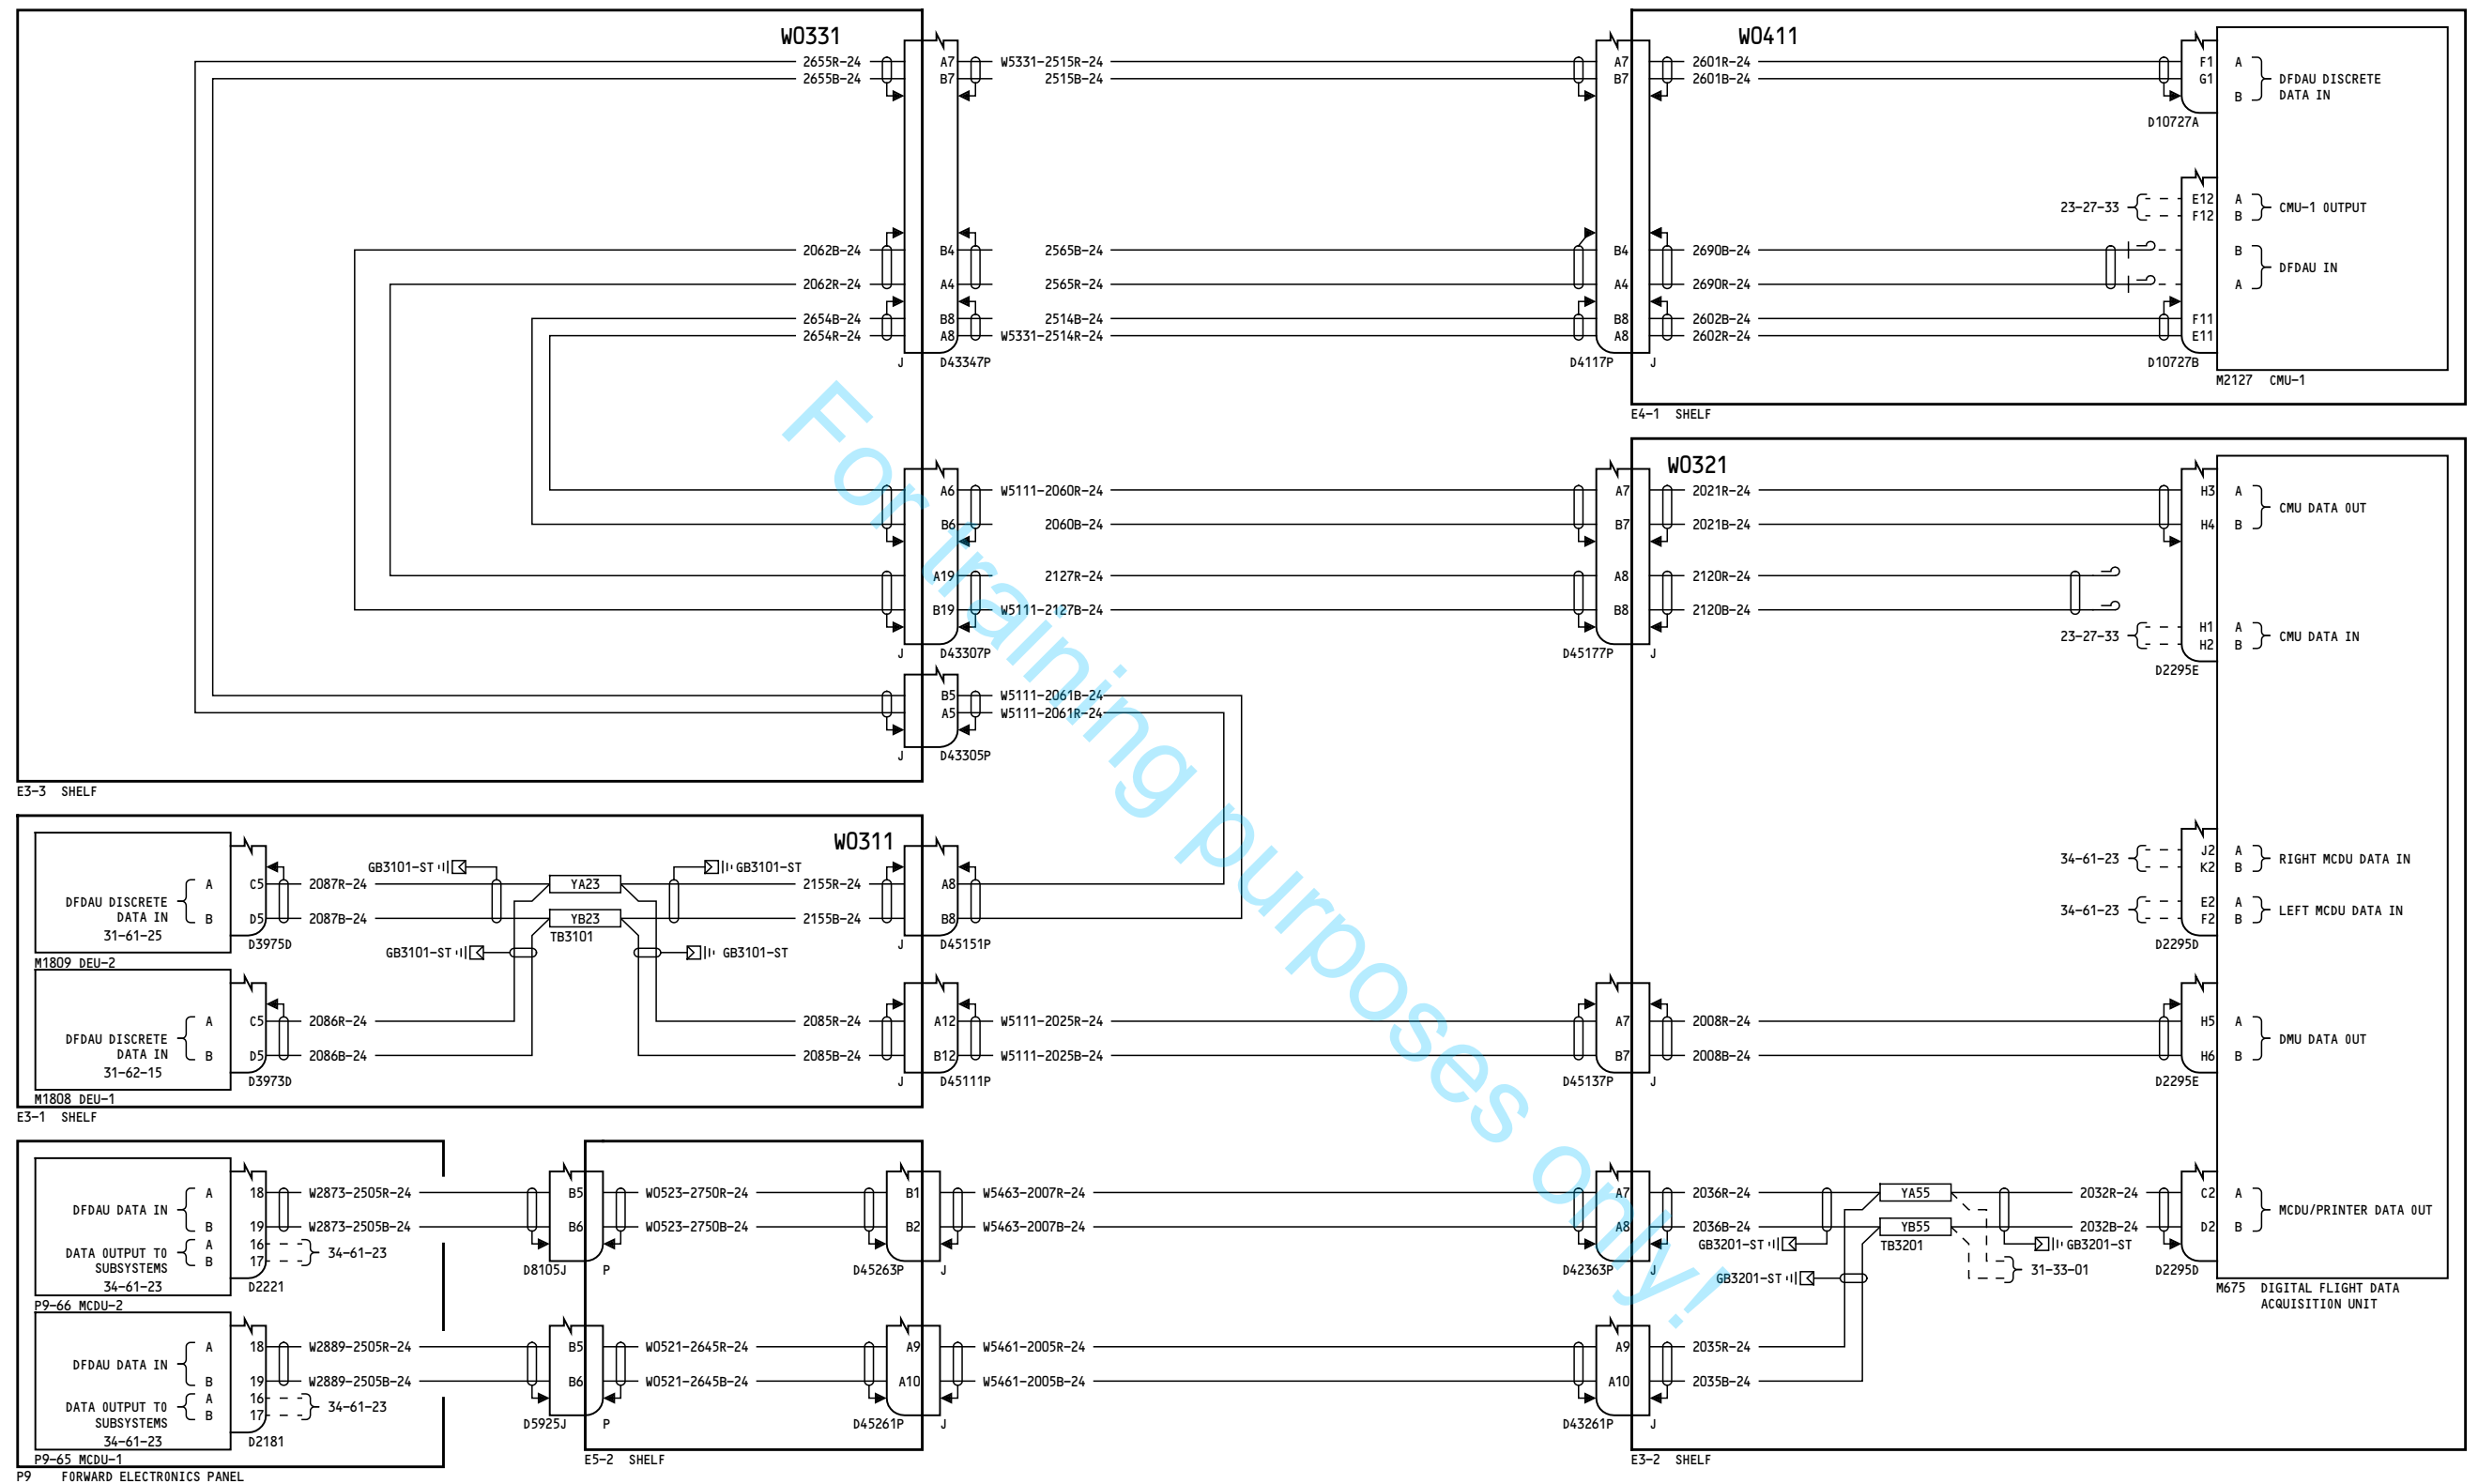 W0331
2655R-24 A7 W5331-2515R-24 A7
2655B-24 B7 2515B-24 B7
2062B-24 B4 2565B-24 B4
2062R-24 A4 2565R-24 A4
2654B-24 B8 2514B-24 B8
2654R-24 A8 W5331-2514R-24 A8
J D43347P D4117P J
W0411
2601R-24 F1 A
2601B-24 G1
B
DFDAU DISCRETE
DATA IN
D10727A
23-27-33 E12 A
F12 B
CMU-1 OUTPUT
2690B-24 B
2690R-24 A
DFDAU IN
2602B-24 F11
2602R-24 E11
D10727B
M2127 CMU-1
E4-1 SHELF
A6 W5111-2060R-24 A7
B6 2060B-24 B7
A19 2127R-24 A8
B19 W5111-2127B-24 B8
J D43307P D45177P J
B5 W5111-2061B-24
A5 W5111-2061R-24
J D43305P
E3-3 SHELF
W0321
2021R-24 H3 A
2021B-24 H4 B
CMU DATA OUT
2120R-24
2120B-24
23-27-33 H1 A
H2 B
CMU DATA IN
D2295E
W0311
DFDAU DISCRETE
DATA IN
31-61-25
A C5 2087R-24
B D5 2087B-24
D3975D
M1809 DEU-2
GB3101-ST
GB3101-ST
YA23
YB23
TB3101
GB3101-ST
GB3101-ST
2155R-24 A8
2155B-24 B8
J D45151P
DFDAU DISCRETE
DATA IN
31-62-15
A C5 2086R-24
B D5 2086B-24
D3973D
M1808 DEU-1
2085R-24 A12 W5111-2025R-24 A7
2085B-24 B12 W5111-2025B-24 B7
J D45111P D45137P J
E3-1 SHELF
34-61-23 J2 A
K2 B
RIGHT MCDU DATA IN
34-61-23 E2 A
F2 B
LEFT MCDU DATA IN
D2295D
2008R-24 H5 A
2008B-24 H6 B
DMU DATA OUT
D2295E
DFDAU DATA IN
A 18 W2873-2505R-24 B5 W0523-2750R-24 B1 W5463-2007R-24 A7
B 19 W2873-2505B-24 B6 W0523-2750B-24 B2 W5463-2007B-24 A8
DATA OUTPUT TO
SUBSYSTEMS
34-61-23
A 16
B 17
34-61-23
D2221
P9-66 MCDU-2
D8105J P D45263P J D42363P J
2036R-24 YA55 2032R-24 C2 A
2036B-24 YB55 2032B-24 D2 B
MCDU/PRINTER DATA OUT
GB3201-ST TB3201 GB3201-ST
GB3201-ST
31-33-01
D2295D
M675 DIGITAL FLIGHT DATA
ACQUISITION UNIT
DFDAU DATA IN
A 18 W2889-2505R-24 B5 W0521-2645R-24 A9 W5461-2005R-24 A9 2035R-24
B 19 W2889-2505B-24 B6 W0521-2645B-24 A10 W5461-2005B-24 A10 2035B-24
DATA OUTPUT TO
SUBSYSTEMS
34-61-23
A 16
B 17
34-61-23
D2181
P9-65 MCDU-1
D5925J P D45261P J D43261P J
P9 FORWARD ELECTRONICS PANEL
E5-2 SHELF
E3-2 SHELF
For training purposes only!